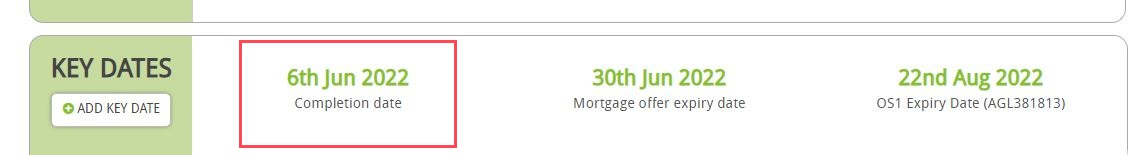 KEY DATES
ADD KEY DATE
6th Jun 2022
Completion date
30th Jun 2022
Mortgage offer expiry date
22nd Aug 2022
OS1 Expiry Date (AGL381813)